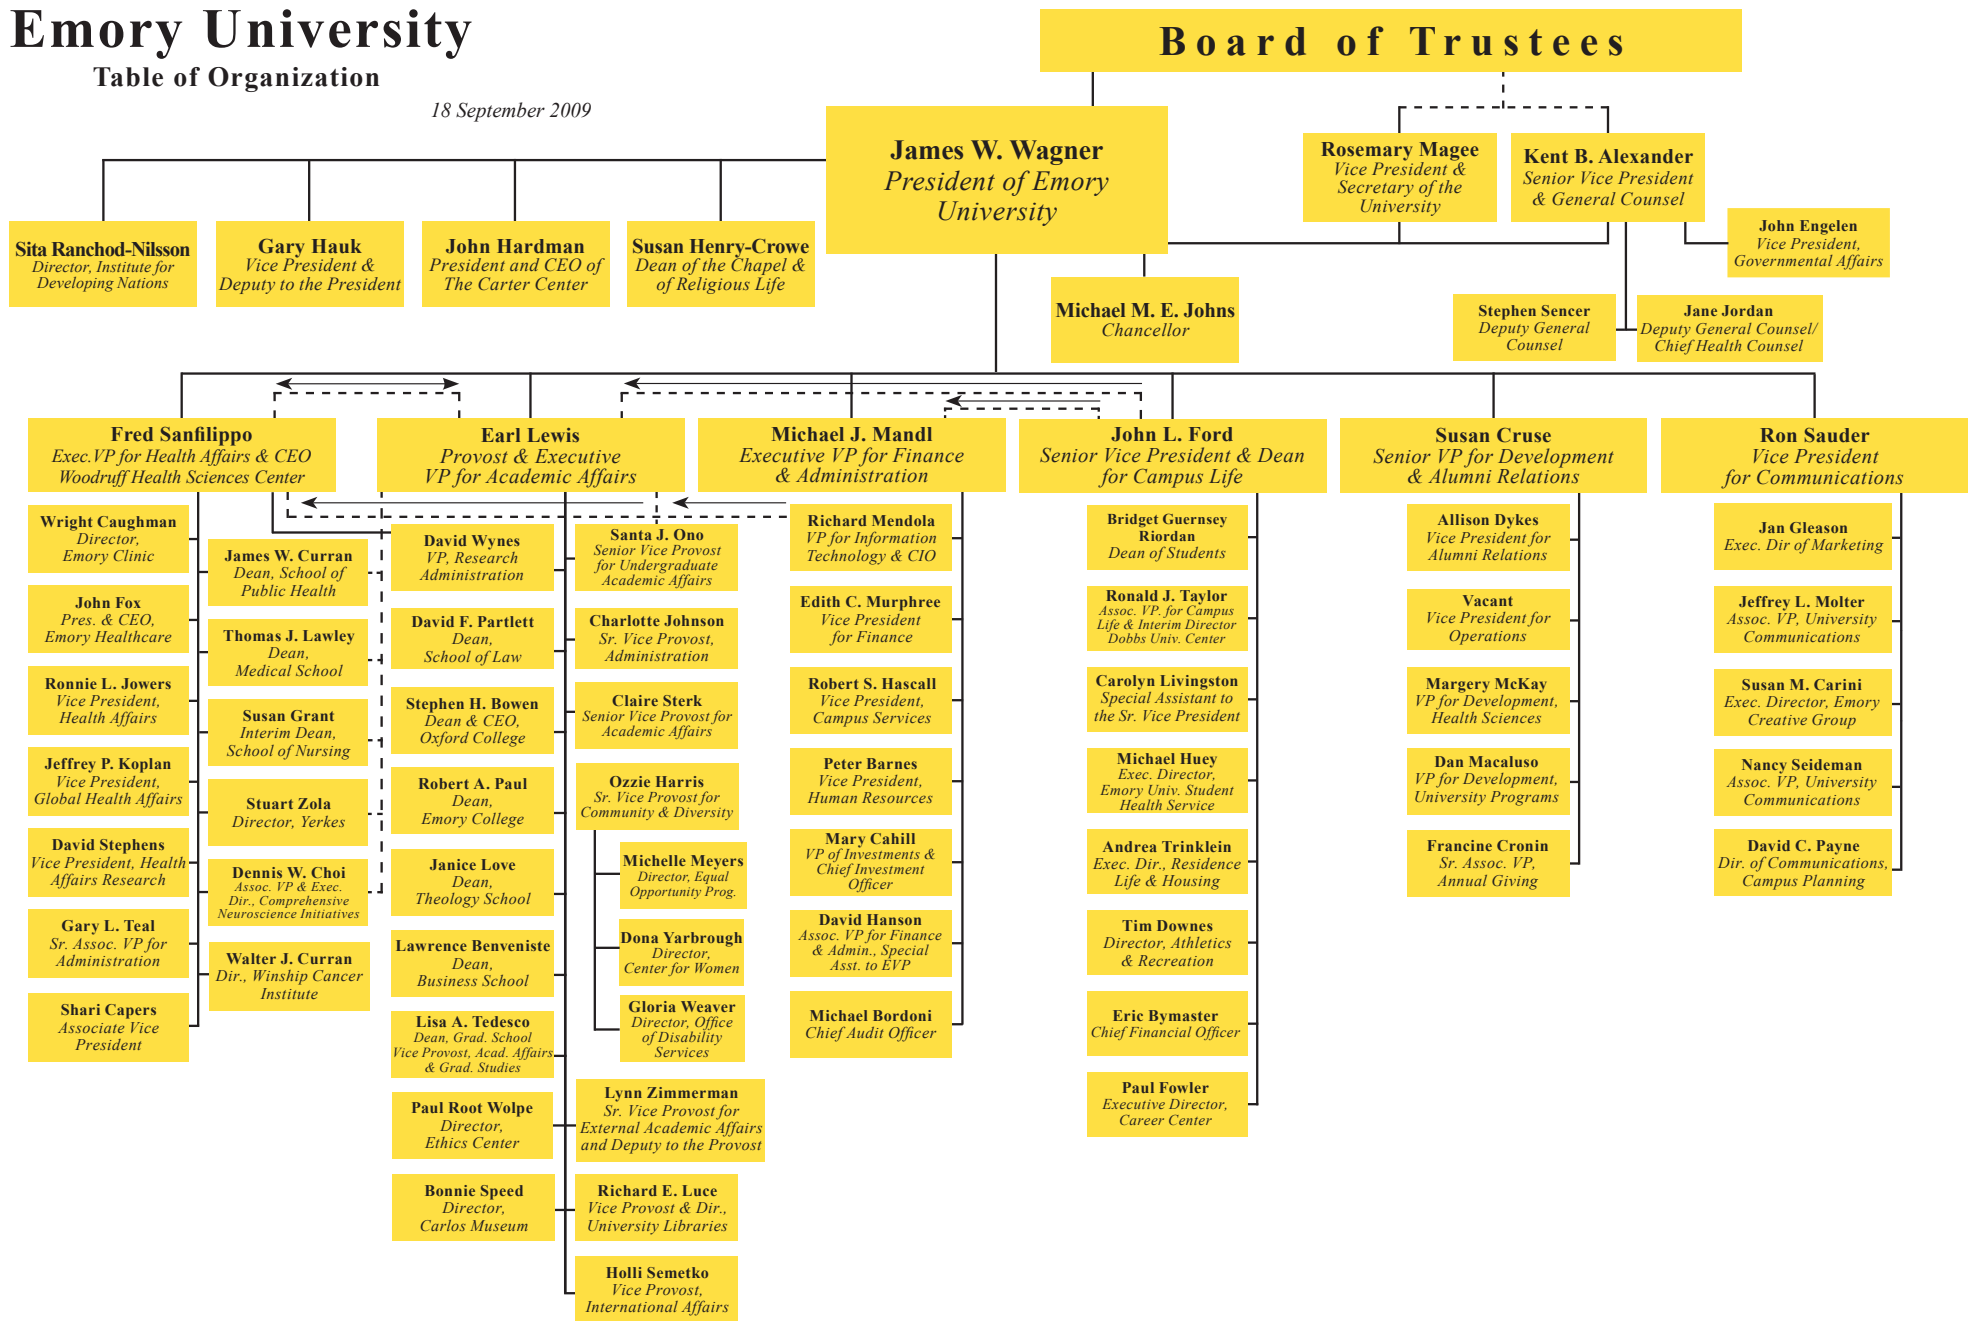 Emory University
Table of Organization
18 September 2009
Board of Trustees
James W. Wagner
President of Emory
University
Rosemary Magee
Vice President &
Secretary of the
University
Kent B. Alexander
Senior Vice President
& General Counsel
John Engelen
Vice President,
Governmental Affairs
Sita Ranchod-Nilsson
Director, Institute for
Developing Nations
Gary Hauk
Vice President &
Deputy to the President
John Hardman
President and CEO of
The Carter Center
Susan Henry-Crowe
Dean of the Chapel &
of Religious Life
Michael M. E. Johns
Chancellor
Stephen Sencer
Deputy General
Counsel
Jane Jordan
Deputy General Counsel/
Chief Health Counsel
Fred Sanfilippo
Exec.VP for Health Affairs & CEO
Woodruff Health Sciences Center
Earl Lewis
Provost & Executive
VP for Academic Affairs
Michael J. Mandl
Executive VP for Finance
& Administration
John L. Ford
Senior Vice President & Dean
for Campus Life
Susan Cruse
Senior VP for Development
& Alumni Relations
Ron Sauder
Vice President
for Communications
Wright Caughman
Director,
Emory Clinic
John Fox
Pres. & CEO,
Emory Healthcare
Ronnie L. Jowers
Vice President,
Health Affairs
Jeffrey P. Koplan
Vice President,
Global Health Affairs
David Stephens
Vice President, Health
Affairs Research
Gary L. Teal
Sr. Assoc. VP for
Administration
Shari Capers
Associate Vice
President
James W. Curran
Dean, School of
Public Health
Thomas J. Lawley
Dean,
Medical School
Susan Grant
Interim Dean,
School of Nursing
Stuart Zola
Director, Yerkes
Dennis W. Choi
Assoc. VP & Exec.
Dir., Comprehensive
Neuroscience Initiatives
Walter J. Curran
Dir., Winship Cancer
Institute
David Wynes
VP, Research
Administration
David F. Partlett
Dean,
School of Law
Stephen H. Bowen
Dean & CEO,
Oxford College
Robert A. Paul
Dean,
Emory College
Janice Love
Dean,
Theology School
Lawrence Benveniste
Dean,
Business School
Lisa A. Tedesco
Dean, Grad. School
Vice Provost, Acad. Affairs
& Grad. Studies
Paul Root Wolpe
Director,
Ethics Center
Bonnie Speed
Director,
Carlos Museum
Santa J. Ono
Senior Vice Provost
for Undergraduate
Academic Affairs
Charlotte Johnson
Sr. Vice Provost,
Administration
Claire Sterk
Senior Vice Provost for
Academic Affairs
Ozzie Harris
Sr. Vice Provost for
Community & Diversity
Michelle Meyers
Director, Equal
Opportunity Prog.
Dona Yarbrough
Director,
Center for Women
Gloria Weaver
Director, Office
of Disability
Services
Lynn Zimmerman
Sr. Vice Provost for
External Academic Affairs
and Deputy to the Provost
Richard E. Luce
Vice Provost & Dir.,
University Libraries
Holli Semetko
Vice Provost,
International Affairs
Richard Mendola
VP for Information
Technology & CIO
Edith C. Murphree
Vice President
for Finance
Robert S. Hascall
Vice President,
Campus Services
Peter Barnes
Vice President,
Human Resources
Mary Cahill
VP of Investments &
Chief Investment
Officer
David Hanson
Assoc. VP for Finance
& Admin., Special
Asst. to EVP
Michael Bordoni
Chief Audit Officer
Bridget Guernsey
Riordan
Dean of Students
Ronald J. Taylor
Assoc. VP. for Campus
Life & Interim Director
Dobbs Univ. Center
Carolyn Livingston
Special Assistant to
the Sr. Vice President
Michael Huey
Exec. Director,
Emory Univ. Student
Health Service
Andrea Trinklein
Exec. Dir., Residence
Life & Housing
Tim Downes
Director, Athletics
& Recreation
Eric Bymaster
Chief Financial Officer
Paul Fowler
Executive Director,
Career Center
Allison Dykes
Vice President for
Alumni Relations
Vacant
Vice President for
Operations
Margery McKay
VP for Development,
Health Sciences
Dan Macaluso
VP for Development,
University Programs
Francine Cronin
Sr. Assoc. VP,
Annual Giving
Jan Gleason
Exec. Dir of Marketing
Jeffrey L. Molter
Assoc. VP, University
Communications
Susan M. Carini
Exec. Director, Emory
Creative Group
Nancy Seideman
Assoc. VP, University
Communications
David C. Payne
Dir. of Communications,
Campus Planning